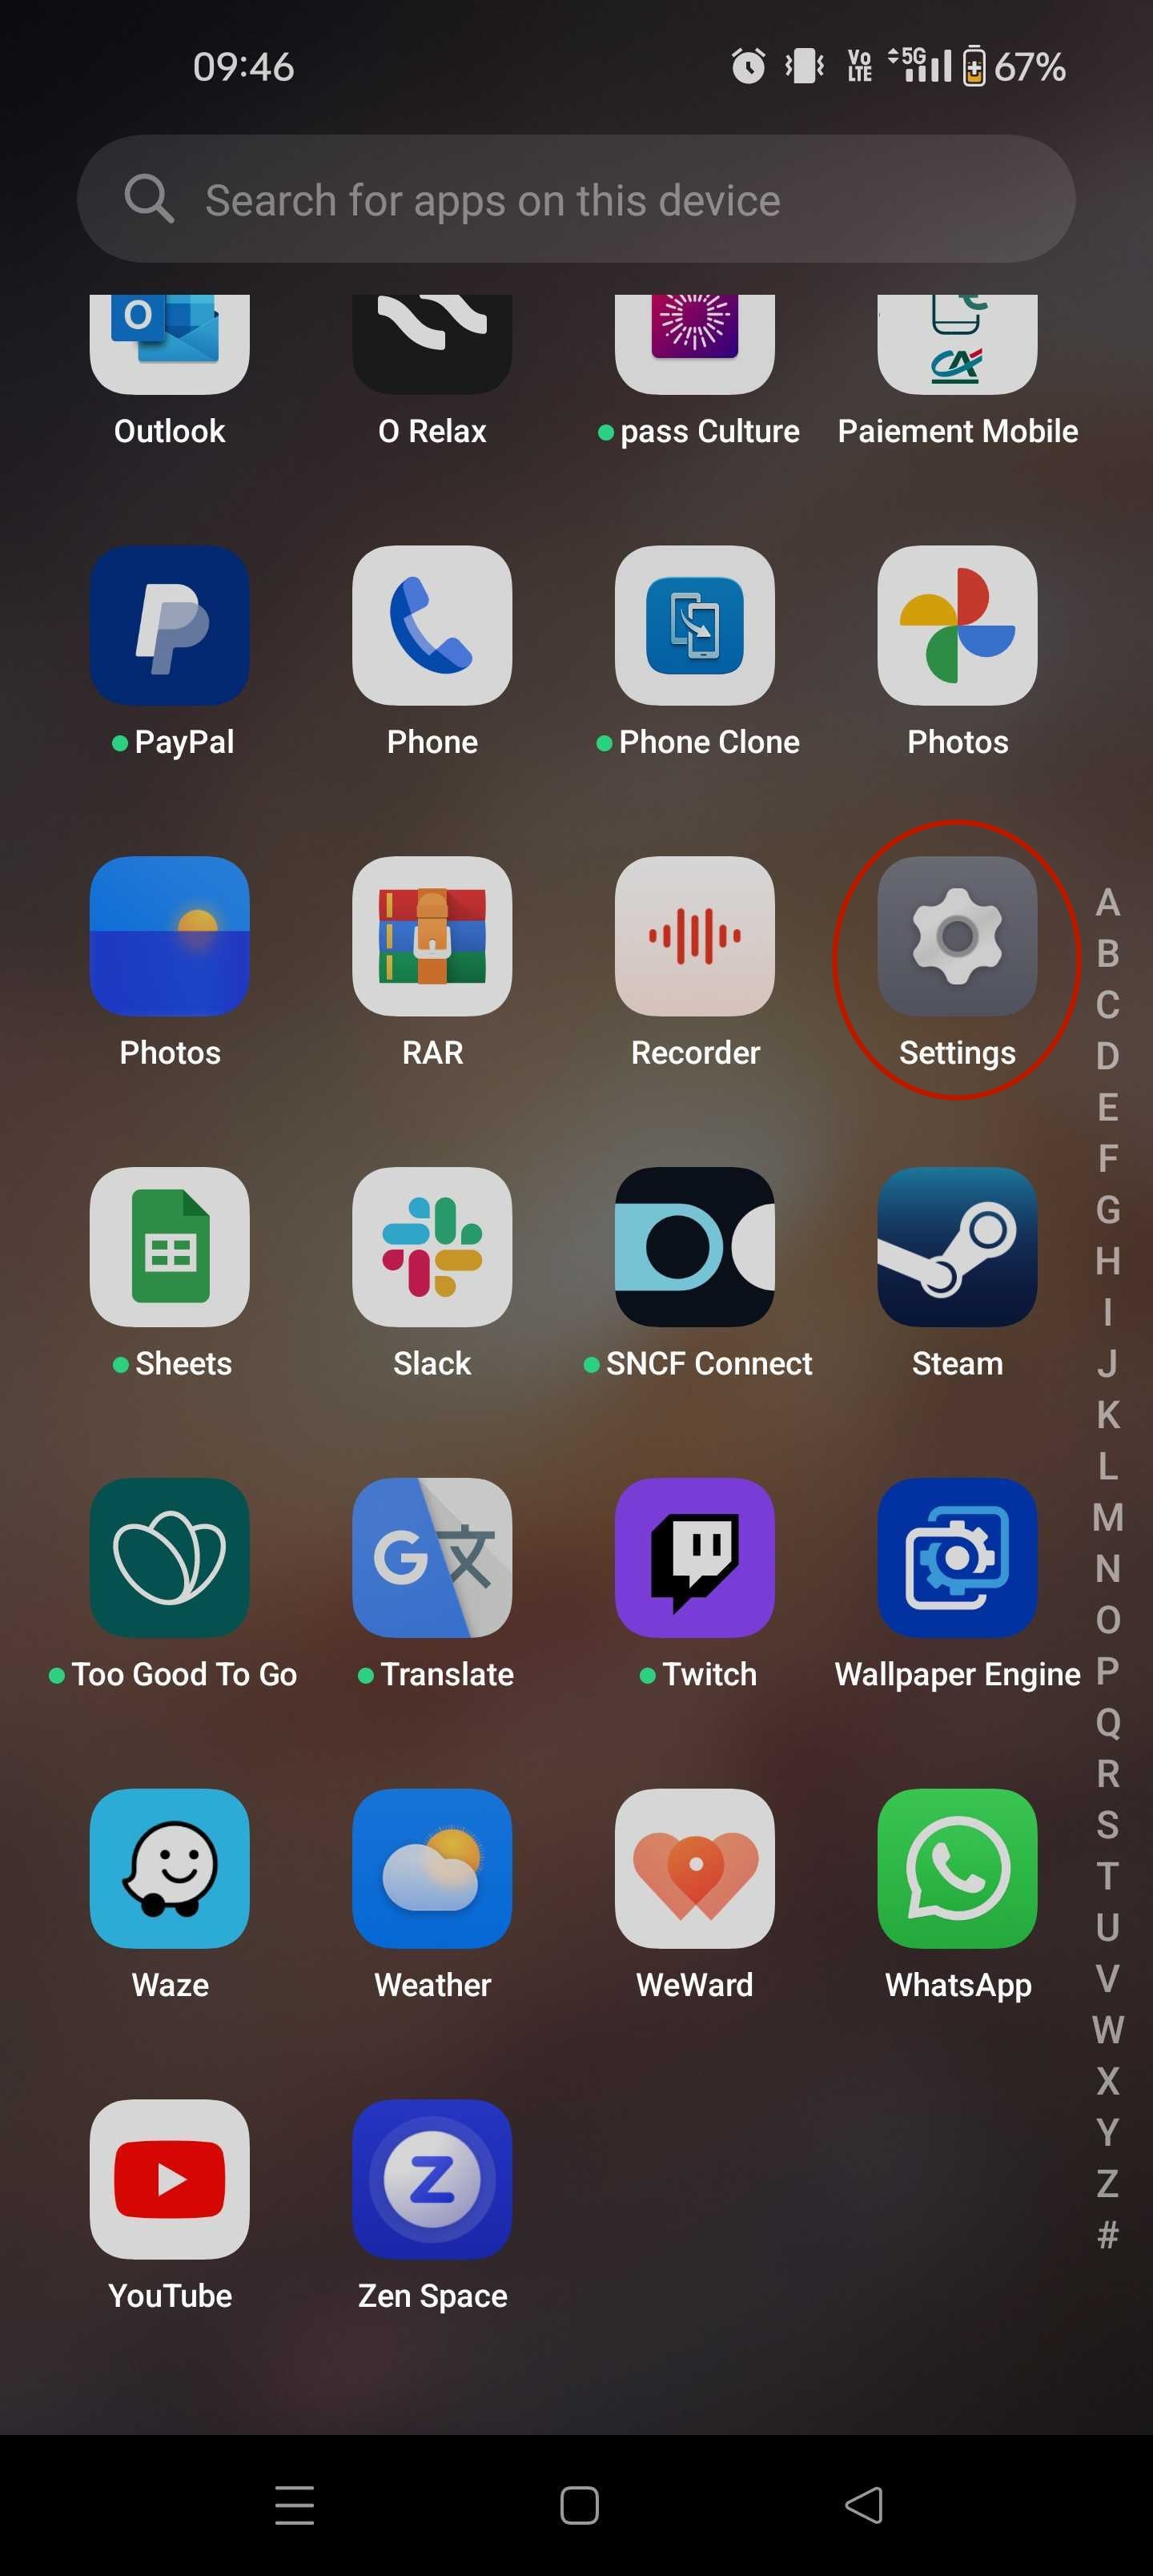 09:46 Vo LTE 5G 67%
Search for apps on this device
O
CA
Outlook O Relax pass Culture Paiement Mobile
PayPal Phone Phone Clone Photos
Photos RAR Recorder Settings
Sheets Slack SNCF Connect Steam
G 文
Too Good To Go Translate Twitch Wallpaper Engine
Waze Weather WeWard WhatsApp
Z
YouTube Zen Space
A
B
C
D
E
F
G
H
I
J
K
L
M
N
O
P
Q
R
S
T
U
V
W
X
Y
Z
#